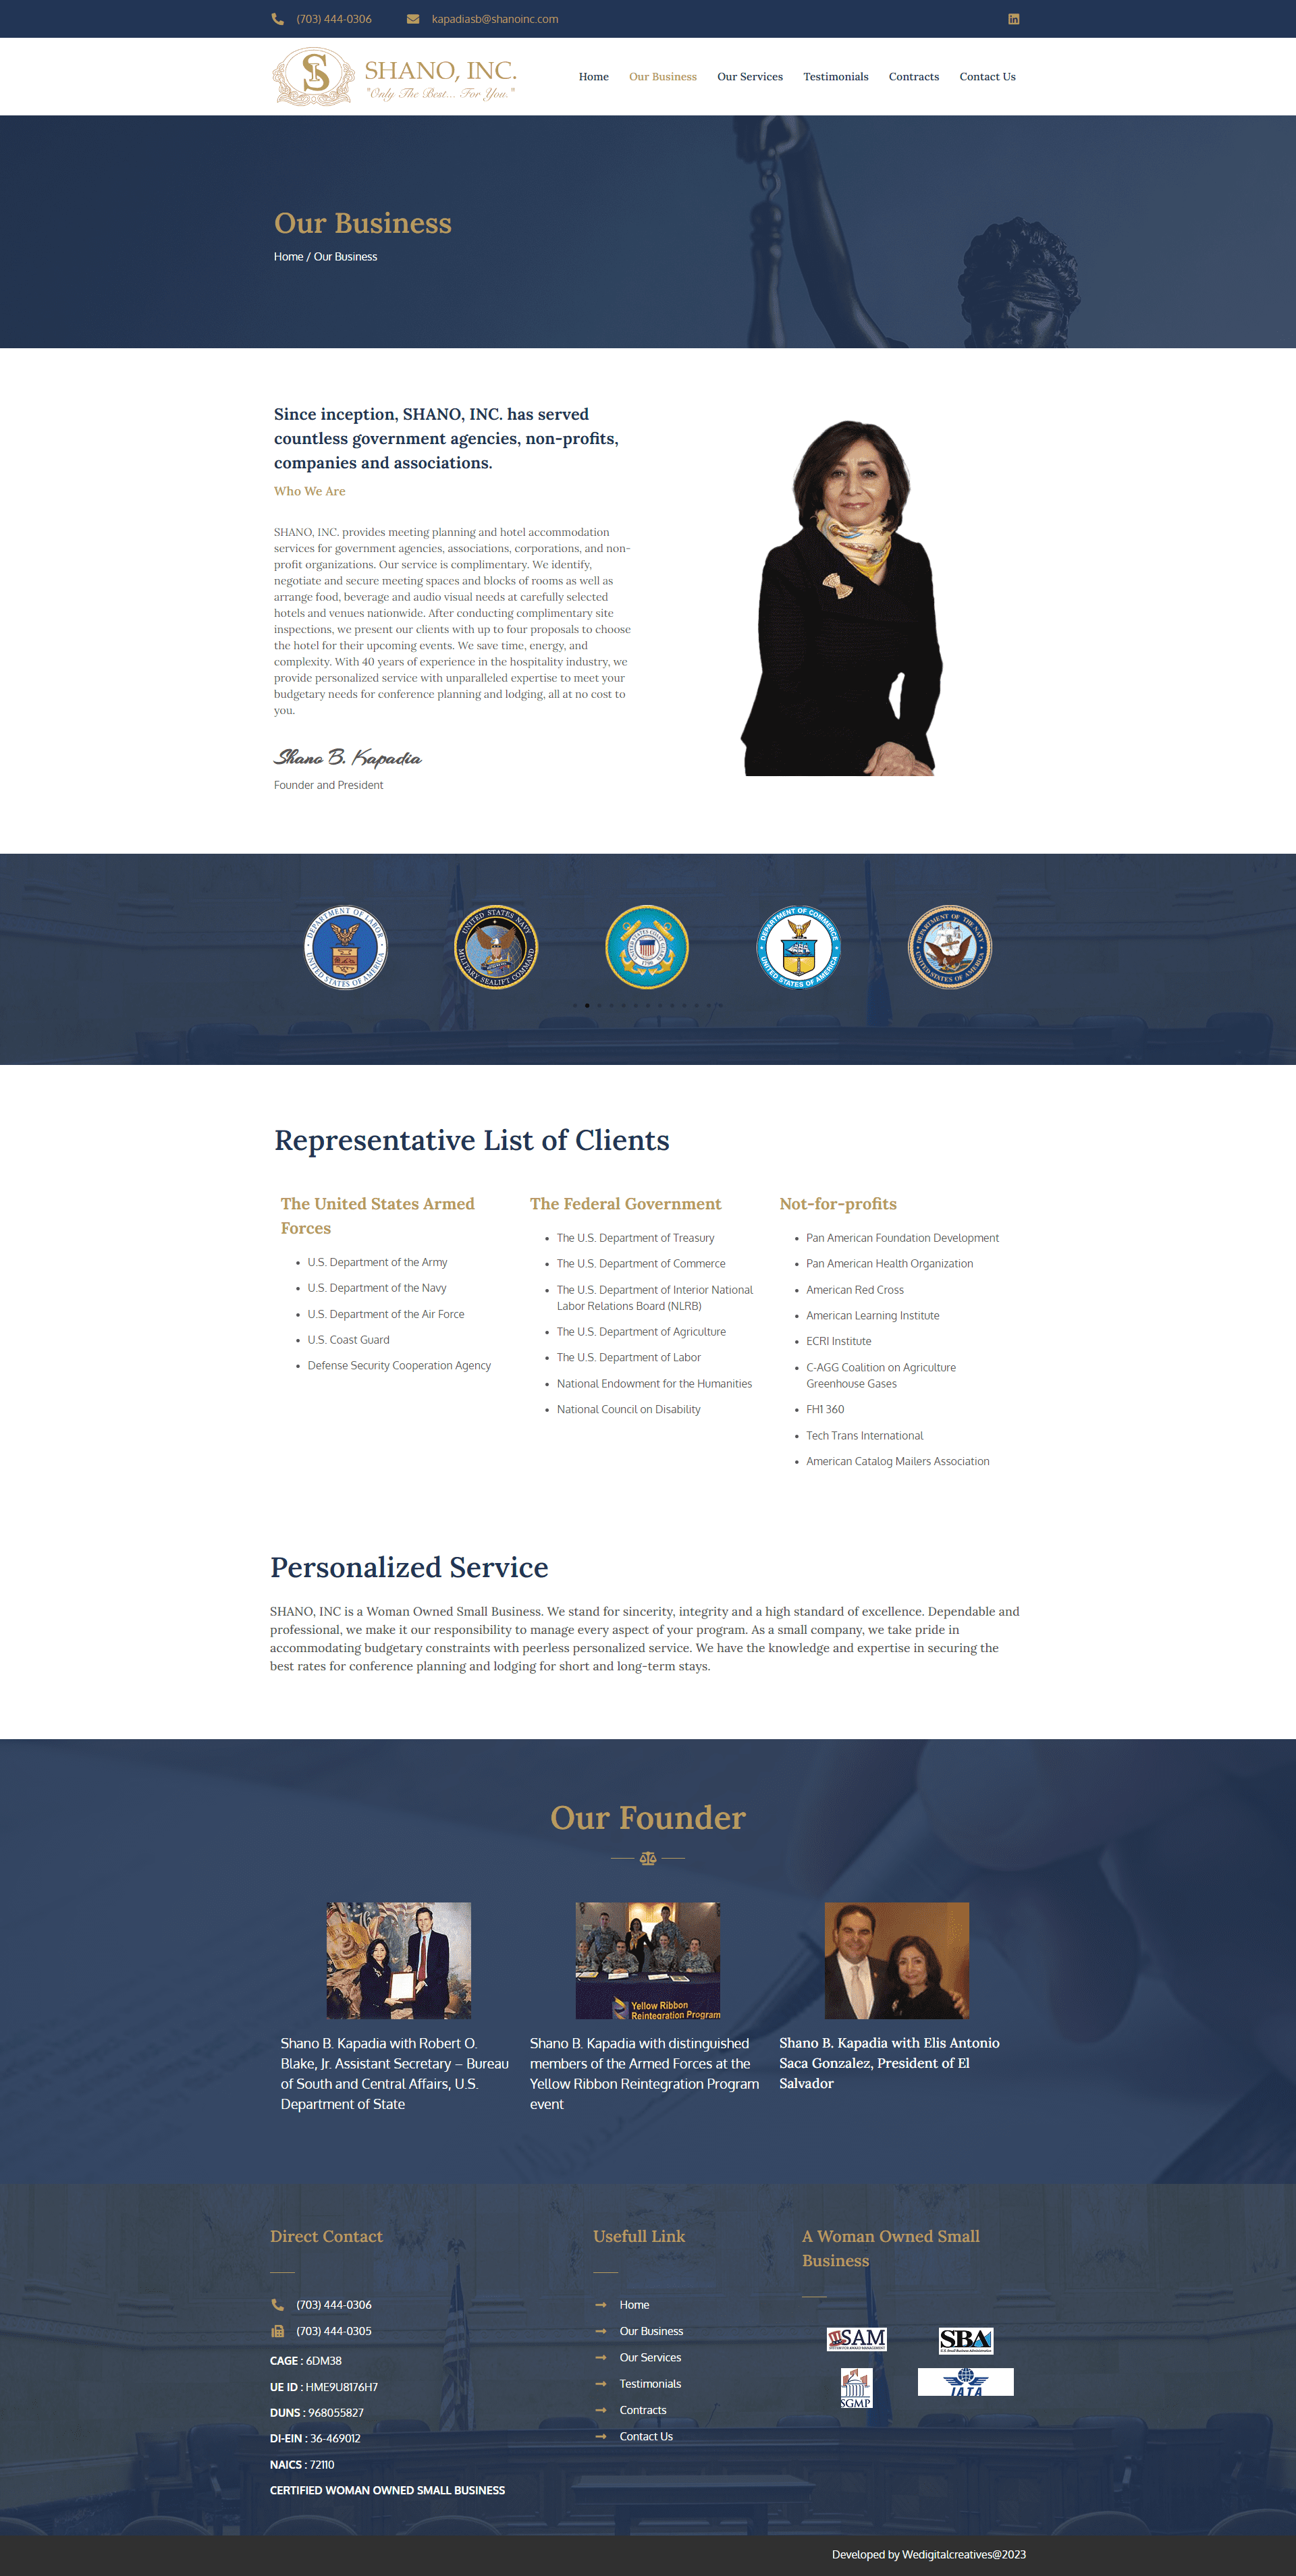 (703) 444-0306
kapadiasb@shanoinc.com
SI
SHANO, INC.
"Only The Best... For You."
Home
Our Business
Our Services
Testimonials
Contracts
Contact Us
Our Business
Home / Our Business
Since inception, SHANO, INC. has served
countless government agencies, non-profits,
companies and associations.
Who We Are
SHANO, INC. provides meeting planning and hotel accommodation
services for government agencies, associations, corporations, and non-
profit organizations. Our service is complimentary. We identify,
negotiate and secure meeting spaces and blocks of rooms as well as
arrange food, beverage and audio visual needs at carefully selected
hotels and venues nationwide. After conducting complimentary site
inspections, we present our clients with up to four proposals to choose
the hotel for their upcoming events. We save time, energy, and
complexity. With 40 years of experience in the hospitality industry, we
provide personalized service with unparalleled expertise to meet your
budgetary needs for conference planning and lodging, all at no cost to
you.
Shano B. Kapadia
Founder and President
DEPARTMENT OF LABOR
UNITED STATES OF AMERICA
UNITED STATES NAVY
MILITARY SEALIFT COMMAND
UNITED STATES COAST GUARD
1790
DEPARTMENT OF COMMERCE
UNITED STATES OF AMERICA
DEPARTMENT OF THE NAVY
UNITED STATES OF AMERICA
Representative List of Clients
The United States Armed
Forces
U.S. Department of the Army
U.S. Department of the Navy
U.S. Department of the Air Force
U.S. Coast Guard
Defense Security Cooperation Agency
The Federal Government
The U.S. Department of Treasury
The U.S. Department of Commerce
The U.S. Department of Interior National
Labor Relations Board (NLRB)
The U.S. Department of Agriculture
The U.S. Department of Labor
National Endowment for the Humanities
National Council on Disability
Not-for-profits
Pan American Foundation Development
Pan American Health Organization
American Red Cross
American Learning Institute
ECRI Institute
C-AGG Coalition on Agriculture
Greenhouse Gases
FH1 360
Tech Trans International
American Catalog Mailers Association
Personalized Service
SHANO, INC is a Woman Owned Small Business. We stand for sincerity, integrity and a high standard of excellence. Dependable and
professional, we make it our responsibility to manage every aspect of your program. As a small company, we take pride in
accommodating budgetary constraints with peerless personalized service. We have the knowledge and expertise in securing the
best rates for conference planning and lodging for short and long-term stays.
Our Founder
Yellow Ribbon
Reintegration Program
Shano B. Kapadia with Robert O.
Blake, Jr. Assistant Secretary – Bureau
of South and Central Affairs, U.S.
Department of State
Shano B. Kapadia with distinguished
members of the Armed Forces at the
Yellow Ribbon Reintegration Program
event
Shano B. Kapadia with Elis Antonio
Saca Gonzalez, President of El
Salvador
Direct Contact
(703) 444-0306
(703) 444-0305
CAGE : 6DM38
UE ID : HME9U8176H7
DUNS : 968055827
DI-EIN : 36-469012
NAICS : 72110
CERTIFIED WOMAN OWNED SMALL BUSINESS
Usefull Link
Home
Our Business
Our Services
Testimonials
Contracts
Contact Us
A Woman Owned Small
Business
SAM
SBA
SGMP
IATA
Developed by Wedigitalcreatives@2023